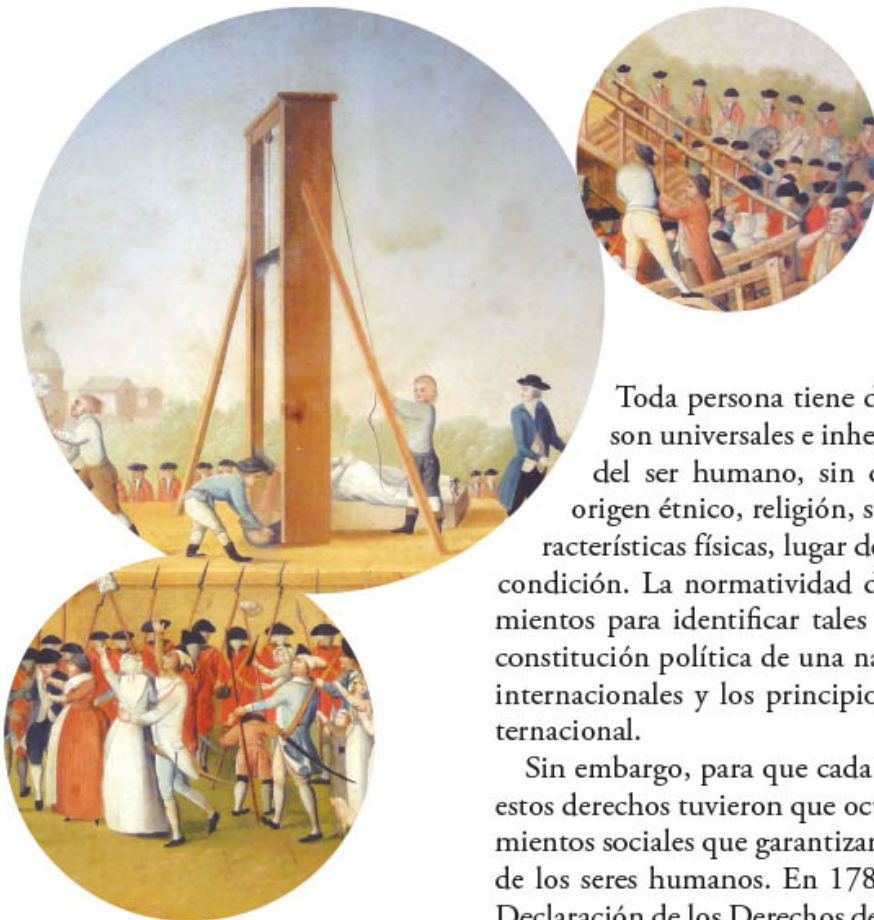 Toda persona tiene d
son universales e inhe
del ser humano, sin
origen étnico, religión, s
racterísticas físicas, lugar de
condición. La normatividad d
mientos para identificar tales
constitución política de una na
internacionales y los principio
ternacional.
Sin embargo, para que cada
estos derechos tuvieron que oc
mientos sociales que garantizar
de los seres humanos. En 178
Declaración de los Derechos de